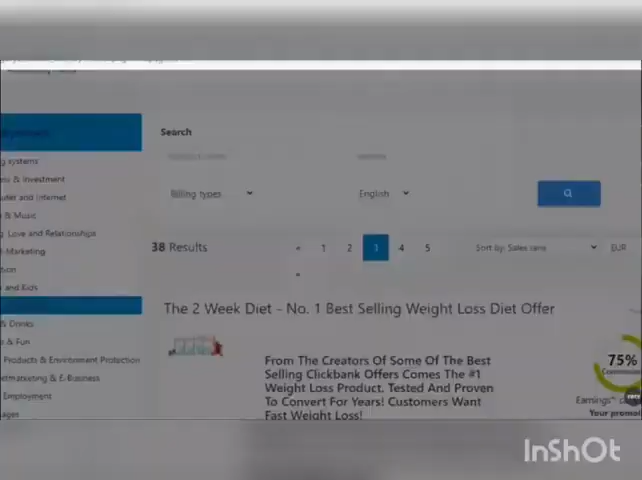 Search
g systems
& Investment
uter and Internet
& Music
Love and Relationships
-Marketing
and Kids
& Drinks
& Fun
Products & Environment Protection
etmarketing & E-Business
Employment
Billing types
English
38 Results
« 1 2 3 4 5
»
Sort by: Sales rank
EUR
The 2 Week Diet - No. 1 Best Selling Weight Loss Diet Offer
From The Creators Of Some Of The Best
Selling Clickbank Offers Comes The #1
Weight Loss Product. Tested And Proven
To Convert For Years! Customers Want
Fast Weight Loss!
75%
Your promo
InShOt